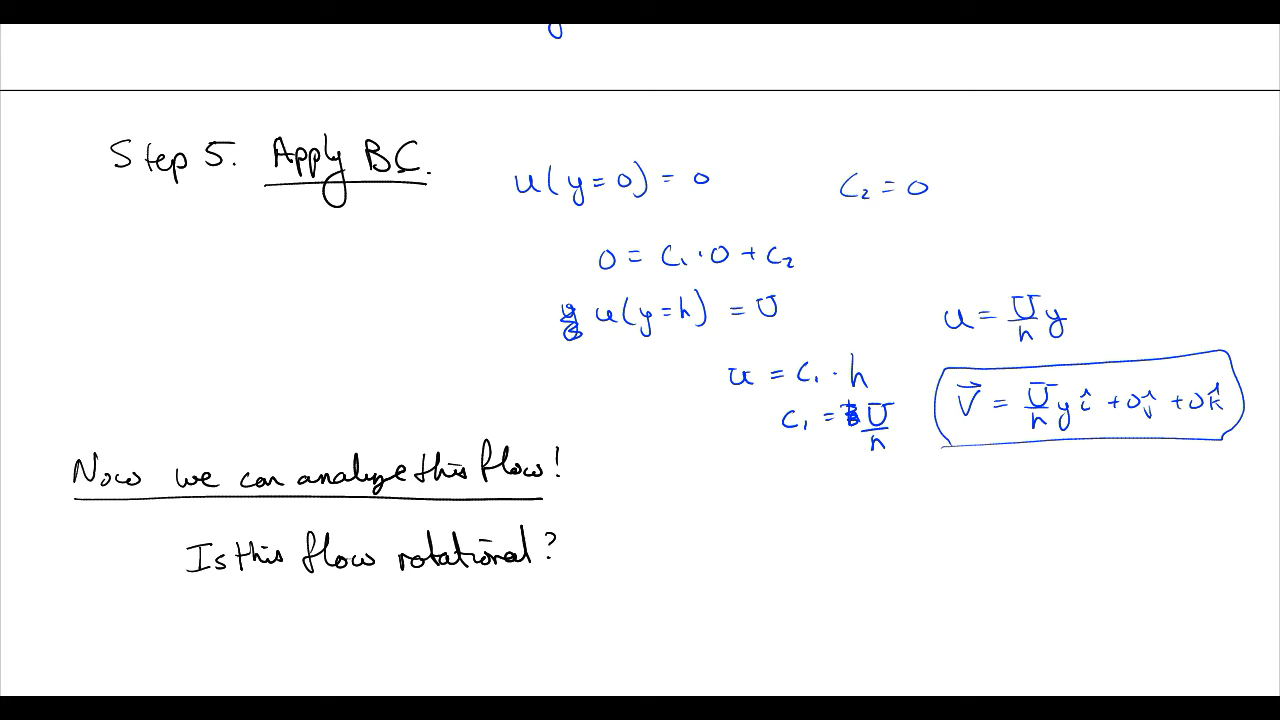 Step 5. Apply BC.
u(y=0) = 0
C₂ = 0
0 = C₁·0 + C₂
u(y=h) = U
u = C₁·h
C₁ = U/h
u = U/h y
V⃗ = U/h y î + 0ĵ + 0k̂
Now we can analyze this flow!
Is this flow rotational?